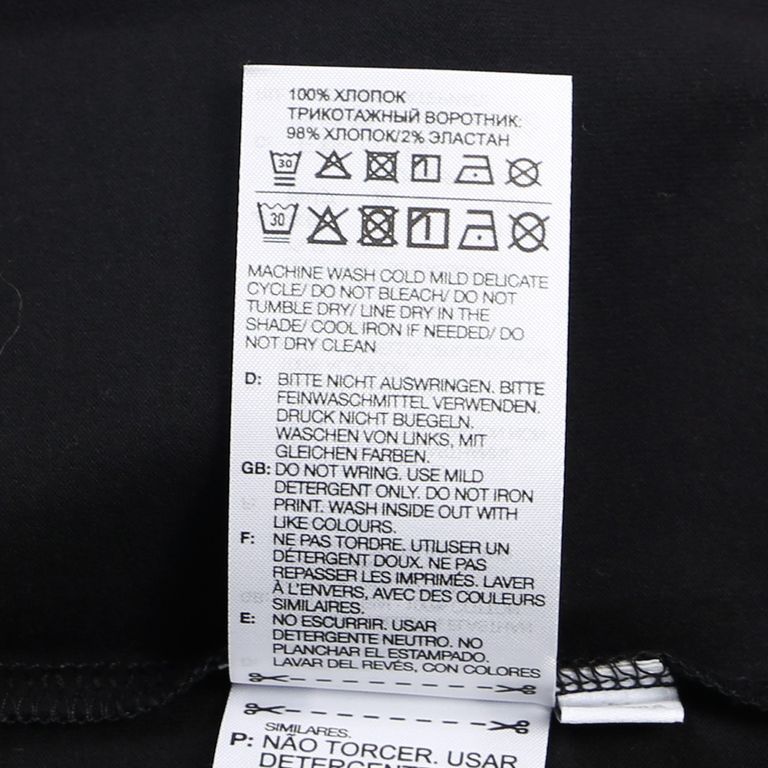 100% ХЛОПОК
ТРИКОТАЖНЫЙ ВОРОТНИК:
98% ХЛОПОК/2% ЭЛАСТАН
30
30
MACHINE WASH COLD MILD DELICATE
CYCLE/ DO NOT BLEACH/ DO NOT
TUMBLE DRY/ LINE DRY IN THE
SHADE/ COOL IRON IF NEEDED/ DO
NOT DRY CLEAN
D: BITTE NICHT AUSWRINGEN. BITTE
FEINWASCHMITTEL VERWENDEN.
DRUCK NICHT BUEGELN.
WASCHEN VON LINKS, MIT
GLEICHEN FARBEN.
GB: DO NOT WRING. USE MILD
DETERGENT ONLY. DO NOT IRON
PRINT. WASH INSIDE OUT WITH
LIKE COLOURS.
F: NE PAS TORDRE. UTILISER UN
DÉTERGENT DOUX. NE PAS
REPASSER LES IMPRIMÉS. LAVER
À L'ENVERS, AVEC DES COULEURS
SIMILAIRES.
E: NO ESCURRIR. USAR
DETERGENTE NEUTRO. NO
PLANCHAR EL ESTAMPADO.
LAVAR DEL REVÉS, CON COLORES
SIMILARES.
P: NÃO TORCER. USAR
DETERGENTE